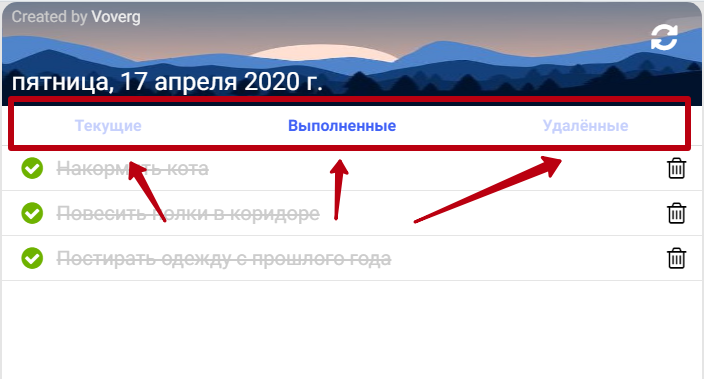 Created by Voverg
пятница, 17 апреля 2020 г.
Текущие Выполненные Удалённые
Накормить кота
Повесить полки в коридоре
Постирать одежду с прошлого года